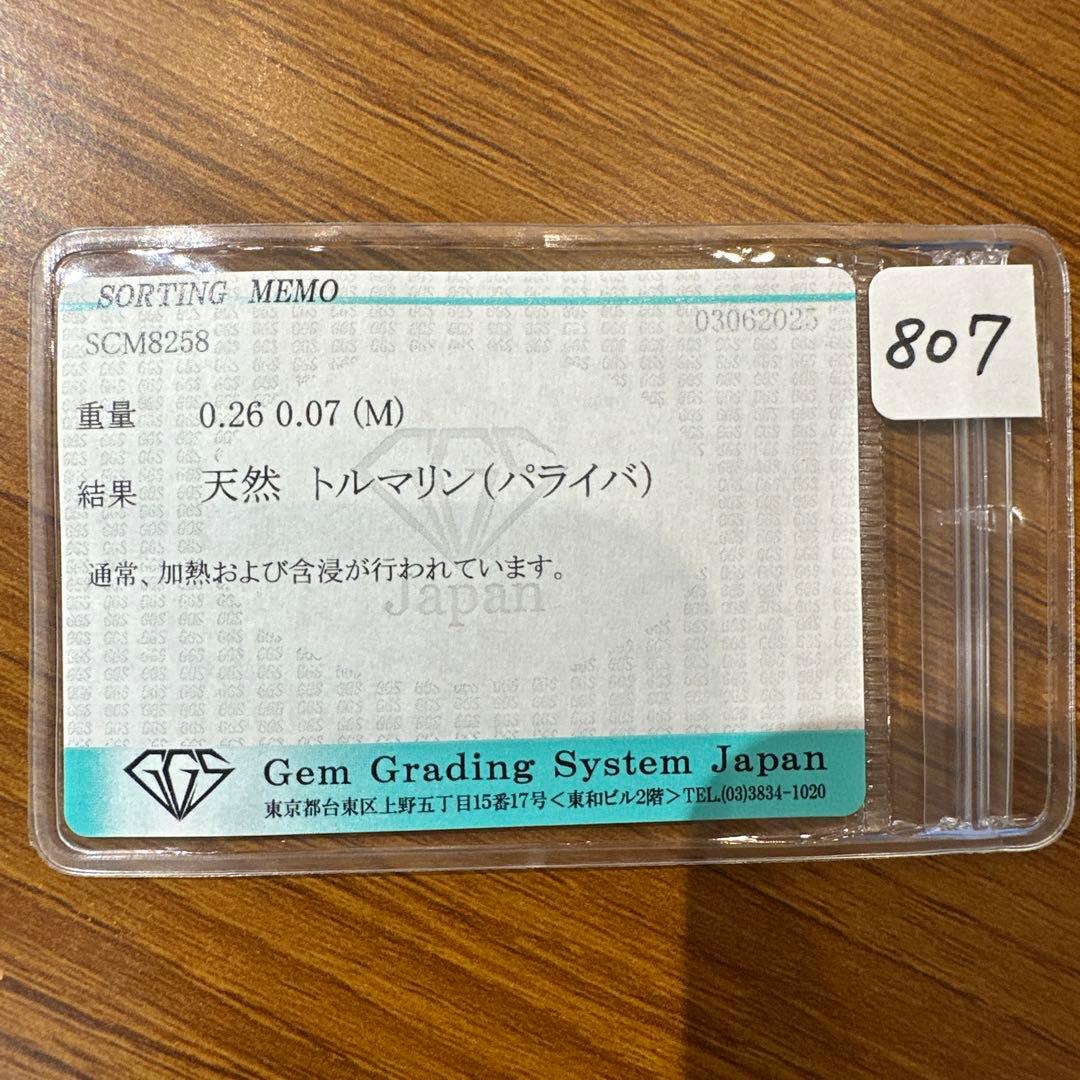 SORTING MEMO
SCM8258
03062025
807
重量 0.26 0.07 (M)
結果 天然 トルマリン(パライバ)
通常、加熱および含浸が行われています。
Japan
GGS Gem Grading System Japan
東京都台東区上野五丁目15番17号<東和ビル2階>TEL.(03)3834-1020